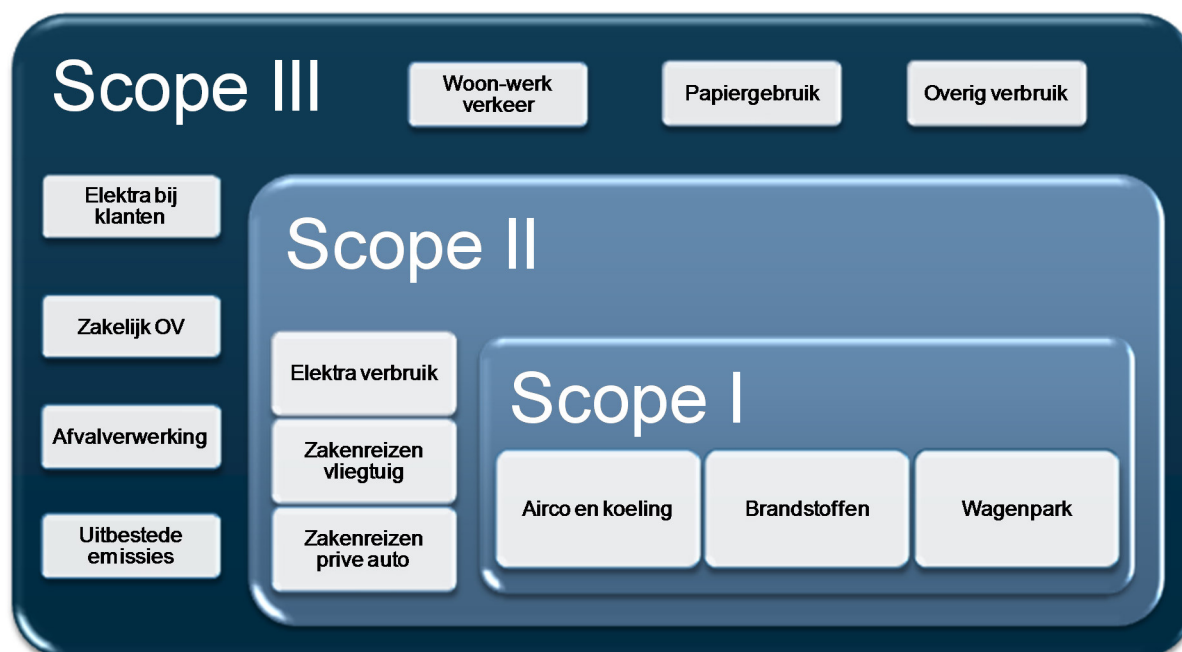 Scope III
Woon-werk
verkeer
Papiergebruik
Overig verbruik
Elektra bij
klanten
Zakelijk OV
Afvalverwerking
Uitbestede
emissies
Scope II
Elektra verbruik
Zakenreizen
vliegtuig
Zakenreizen
prive auto
Scope I
Airco en koeling
Brandstoffen
Wagenpark